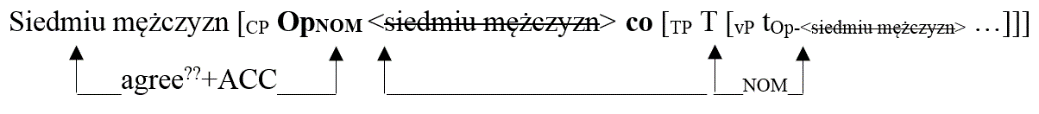 Siedmiu mężczyzn [CP OpNOM <siedmiu mężczyzn> co [TP T [vP tOp-<siedmiu mężczyzn> …]]]
agree??+ACC NOM